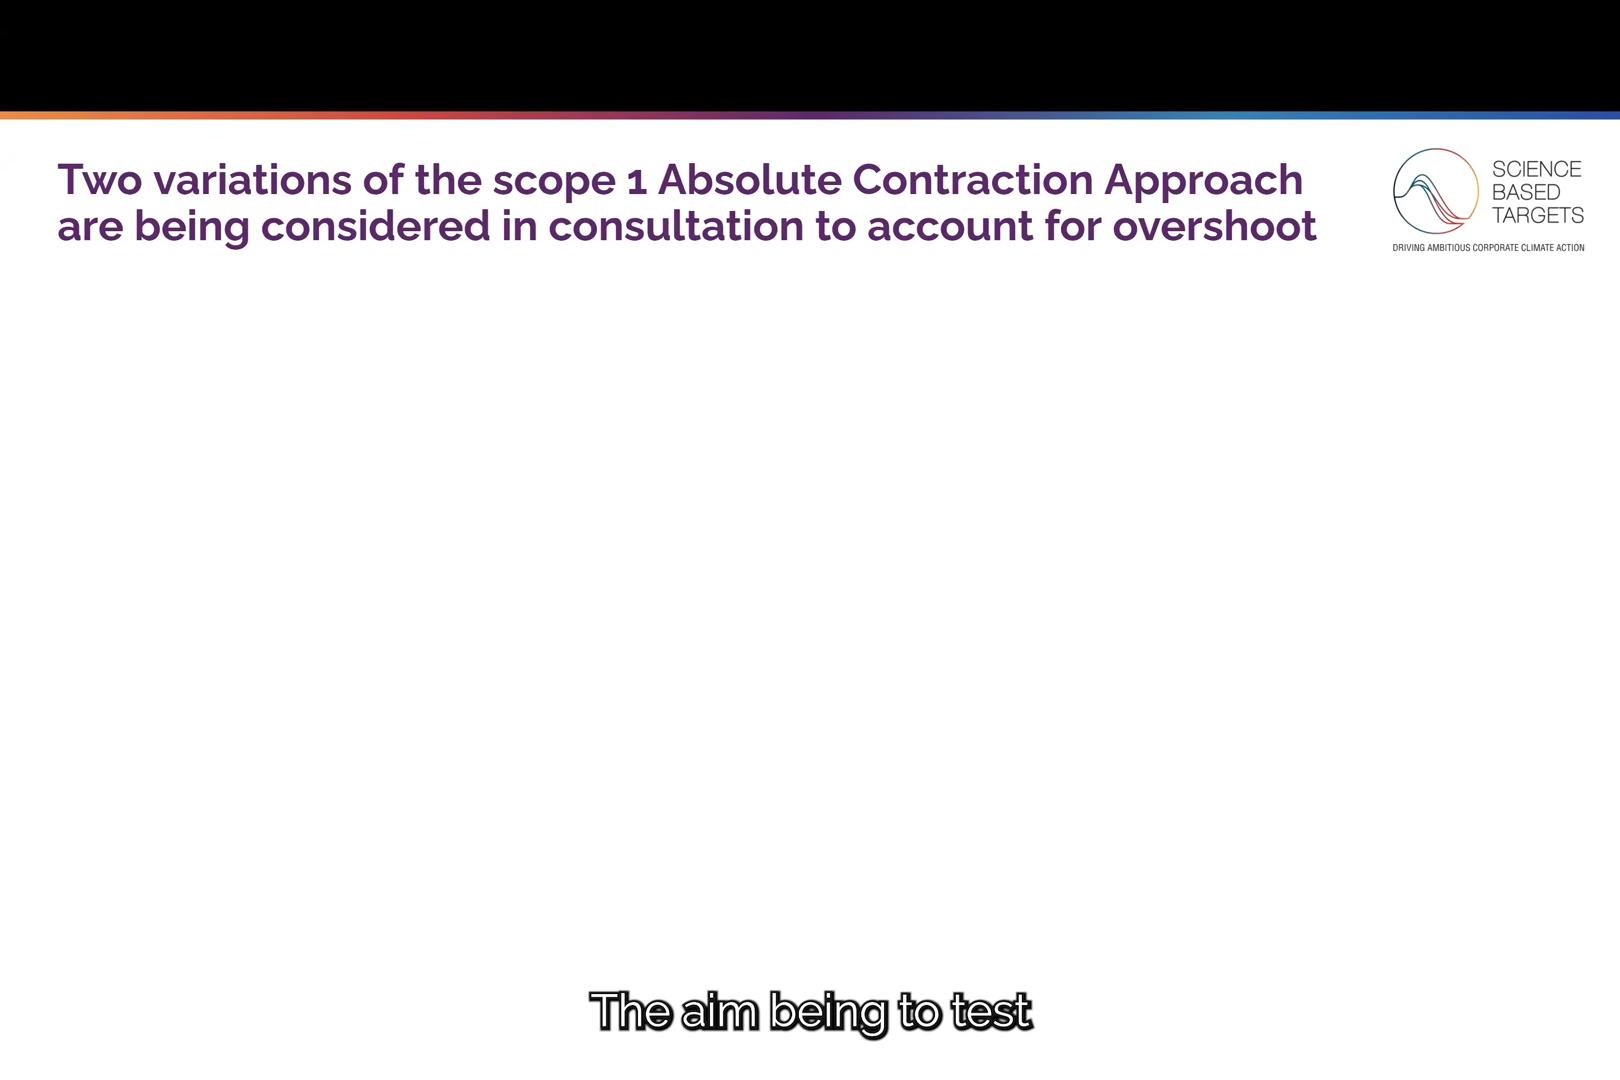 Two variations of the scope 1 Absolute Contraction Approach
are being considered in consultation to account for overshoot
SCIENCE
BASED
TARGETS
DRIVING AMBITIOUS CORPORATE CLIMATE ACTION
The aim being to test